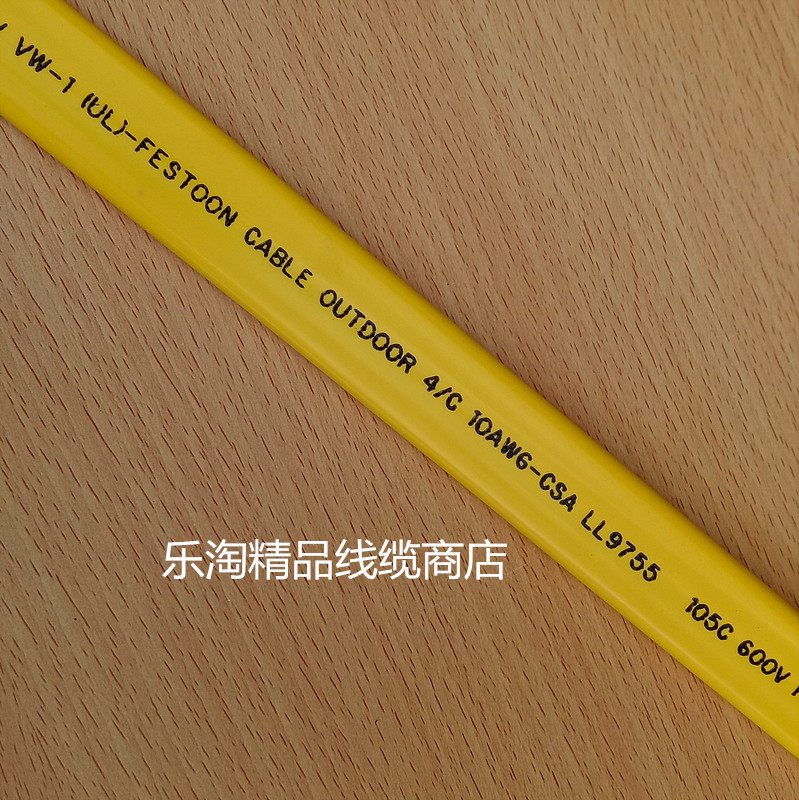 VW-1 (UL)-FESTOON CABLE OUTDOOR 4/C 10AWG-CSA LL9755 105C 600V
乐淘精品线缆商店